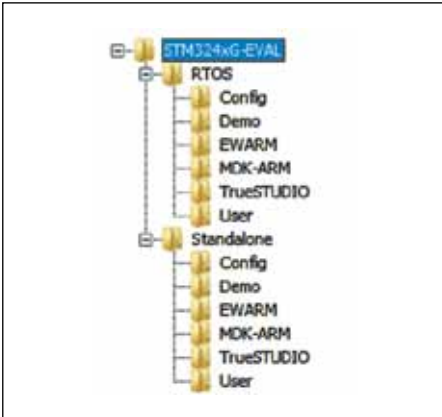 STM324xG-EVAL
RTOS
Config
Demo
EWARM
MDK-ARM
TrueSTUDIO
User
Standalone
Config
Demo
EWARM
MDK-ARM
TrueSTUDIO
User